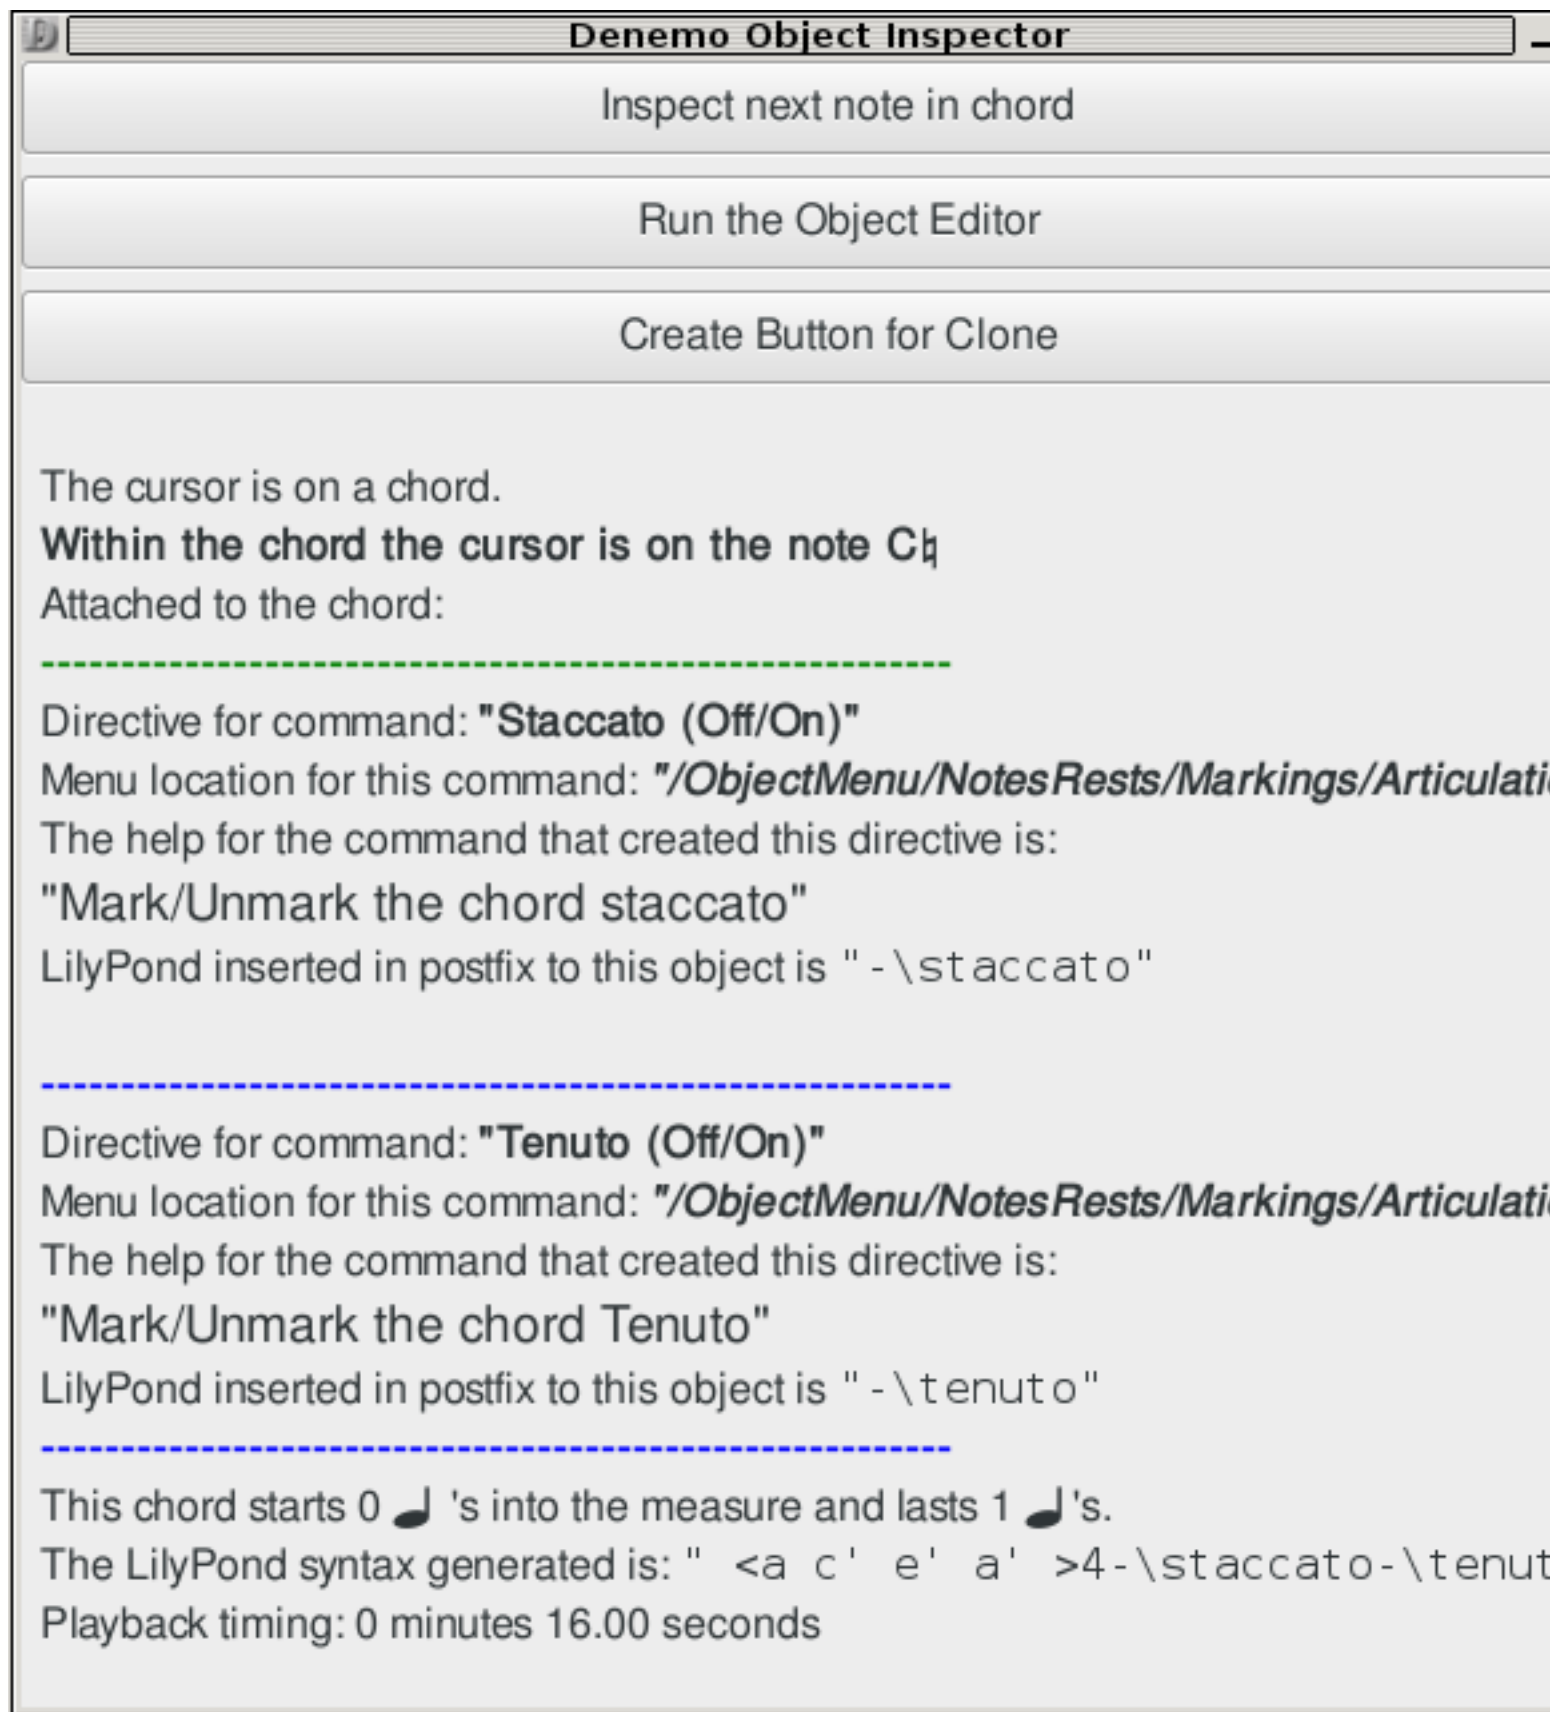 Denemo Object Inspector
Inspect next note in chord
Run the Object Editor
Create Button for Clone
The cursor is on a chord.
Within the chord the cursor is on the note C♮
Attached to the chord:
---------------------------------------------------------
Directive for command: "Staccato (Off/On)"
Menu location for this command: "/ObjectMenu/NotesRests/Markings/Articulati
The help for the command that created this directive is:
"Mark/Unmark the chord staccato"
LilyPond inserted in postfix to this object is "-\staccato"
---------------------------------------------------------
Directive for command: "Tenuto (Off/On)"
Menu location for this command: "/ObjectMenu/NotesRests/Markings/Articulati
The help for the command that created this directive is:
"Mark/Unmark the chord Tenuto"
LilyPond inserted in postfix to this object is "-\tenuto"
---------------------------------------------------------
This chord starts 0 𝅘𝅥 's into the measure and lasts 1 𝅘𝅥 's.
The LilyPond syntax generated is: " <a c' e' a' >4-\staccato-\tenut
Playback timing: 0 minutes 16.00 seconds